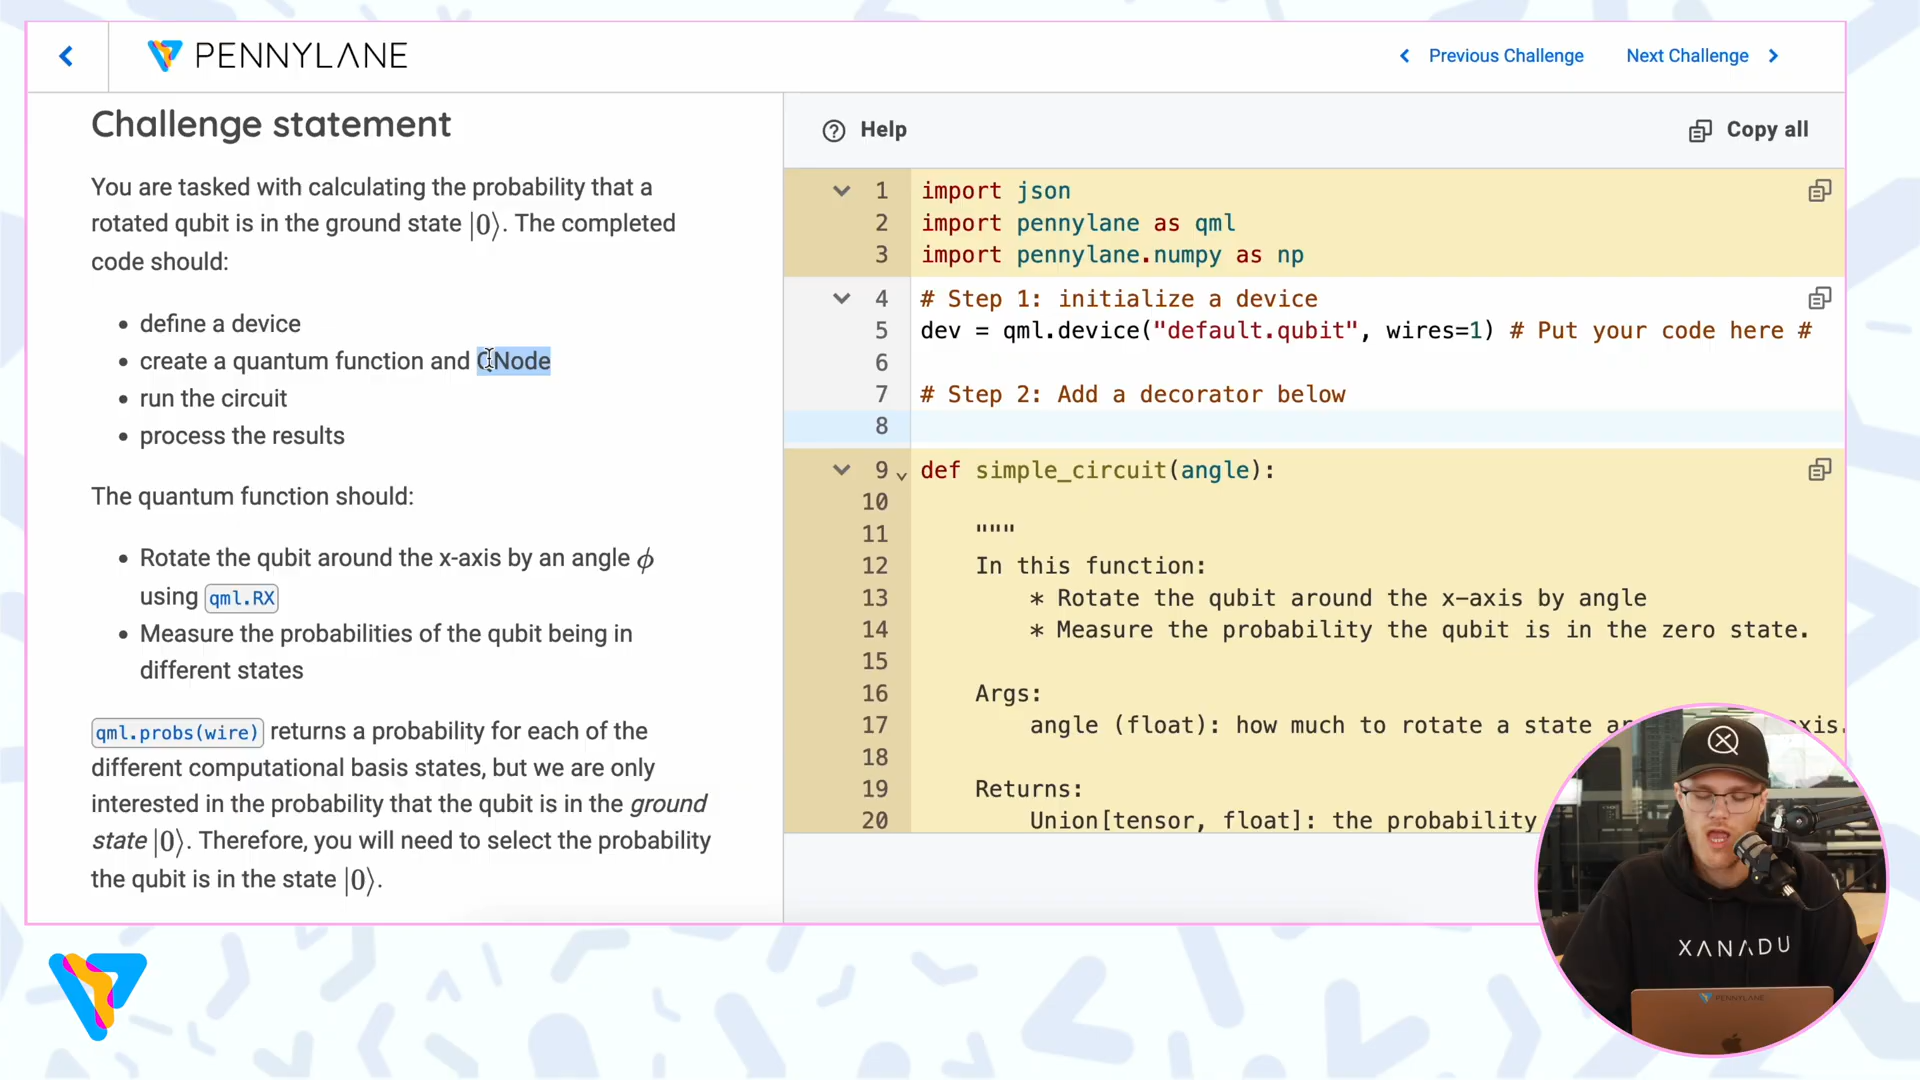 PENNYLANE
Previous Challenge
Next Challenge
Challenge statement
You are tasked with calculating the probability that a
rotated qubit is in the ground state |0⟩. The completed
code should:
• define a device
• create a quantum function and QNode
• run the circuit
• process the results
The quantum function should:
• Rotate the qubit around the x-axis by an angle ϕ
using qml.RX
• Measure the probabilities of the qubit being in
different states
qml.probs(wire) returns a probability for each of the
different computational basis states, but we are only
interested in the probability that the qubit is in the ground
state |0⟩. Therefore, you will need to select the probability
the qubit is in the state |0⟩.
Help
Copy all
1 import json
2 import pennylane as qml
3 import pennylane.numpy as np
4 # Step 1: initialize a device
5 dev = qml.device("default.qubit", wires=1) # Put your code here #
6
7 # Step 2: Add a decorator below
8
9 def simple_circuit(angle):
10
11 """
12 In this function:
13 * Rotate the qubit around the x-axis by angle
14 * Measure the probability the qubit is in the zero state.
15
16 Args:
17 angle (float): how much to rotate a state a xis.
18
19 Returns:
20 Union[tensor, float]: the probability
XANADU
PENNYLANE